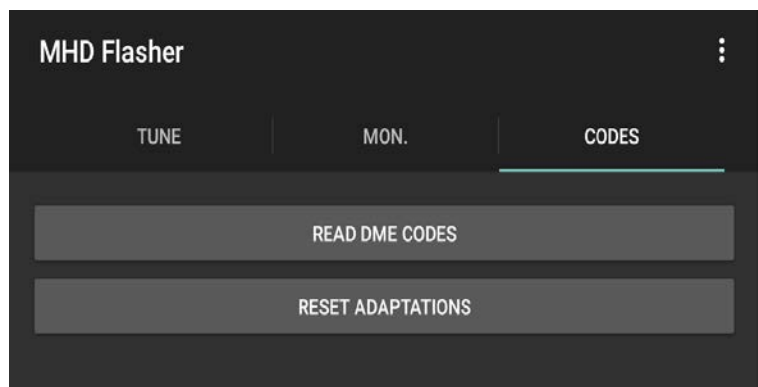 MHD Flasher
TUNE MON. CODES
READ DME CODES
RESET ADAPTATIONS